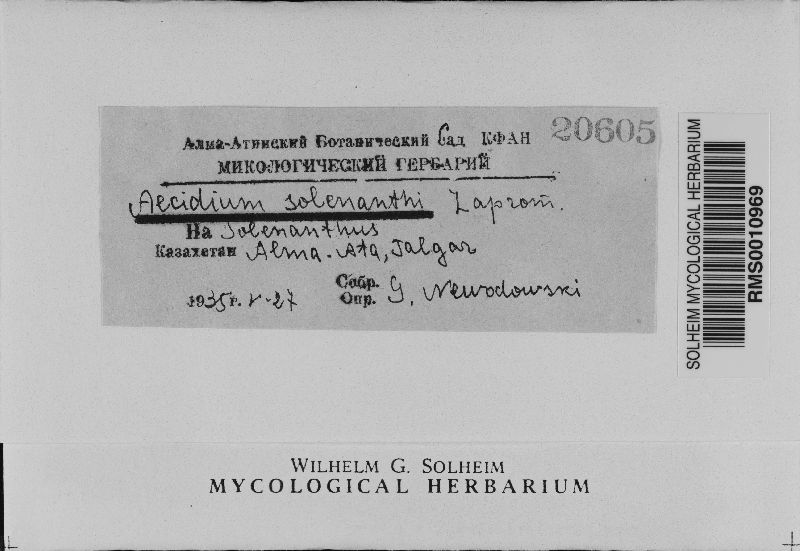 Алма-Атинский Ботанический Сад КФАН
20605
МИКОЛОГИЧЕСКИЙ ГЕРБАРИЙ
Aecidium solenanthi Zaprom.
На Solenanthus
Казахстан Alma-Ata, Talgar
Собр.
1935г. V-27 Опр. G. Newodowski
SOLHEIM MYCOLOGICAL HERBARIUM
RMS0010969
WILHELM G. SOLHEIM
MYCOLOGICAL HERBARIUM